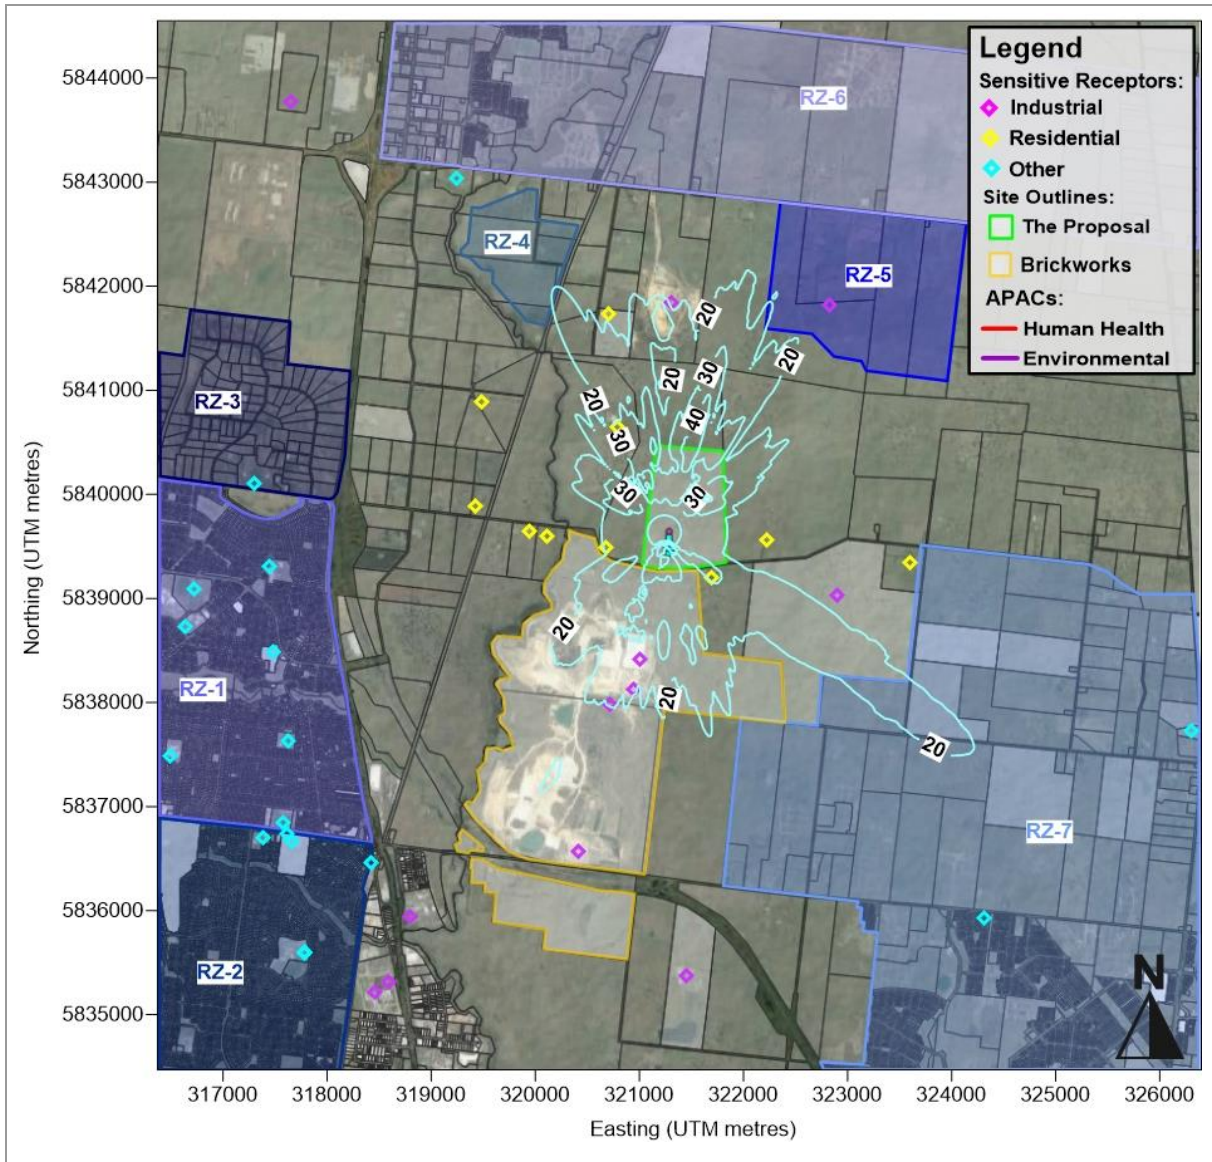 Legend
Sensitive Receptors:
Industrial
Residential
Other
Site Outlines:
The Proposal
Brickworks
APACs:
Human Health
Environmental
5844000
5843000
5842000
5841000
5840000
5839000
5838000
5837000
5836000
5835000
Northing (UTM metres)
RZ-6
RZ-4
RZ-5
RZ-3
RZ-1
RZ-7
RZ-2
20
20
20
30
20
40
30
30
30
20
20
20
N
317000 318000 319000 320000 321000 322000 323000 324000 325000 326000
Easting (UTM metres)